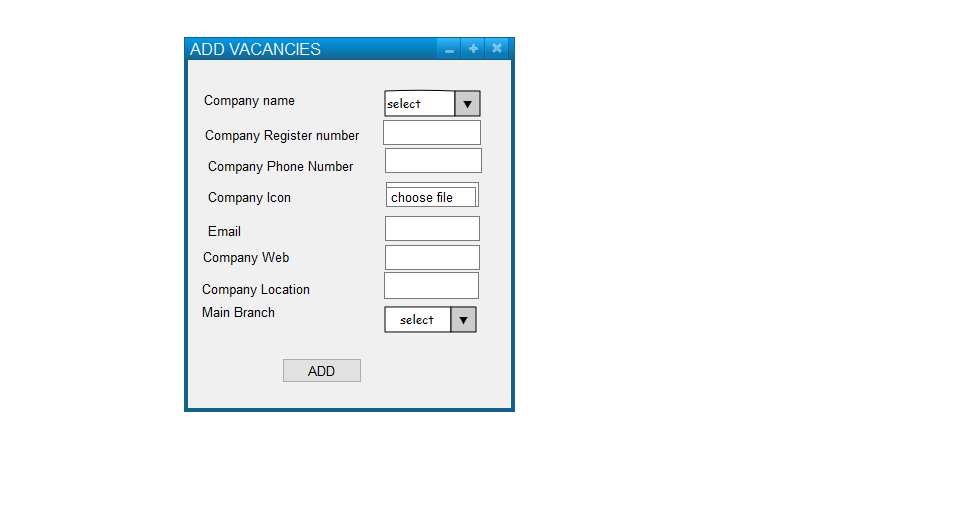 ADD VACANCIES
Company name select
Company Register number
Company Phone Number
Company Icon choose file
Email
Company Web
Company Location
Main Branch select
ADD